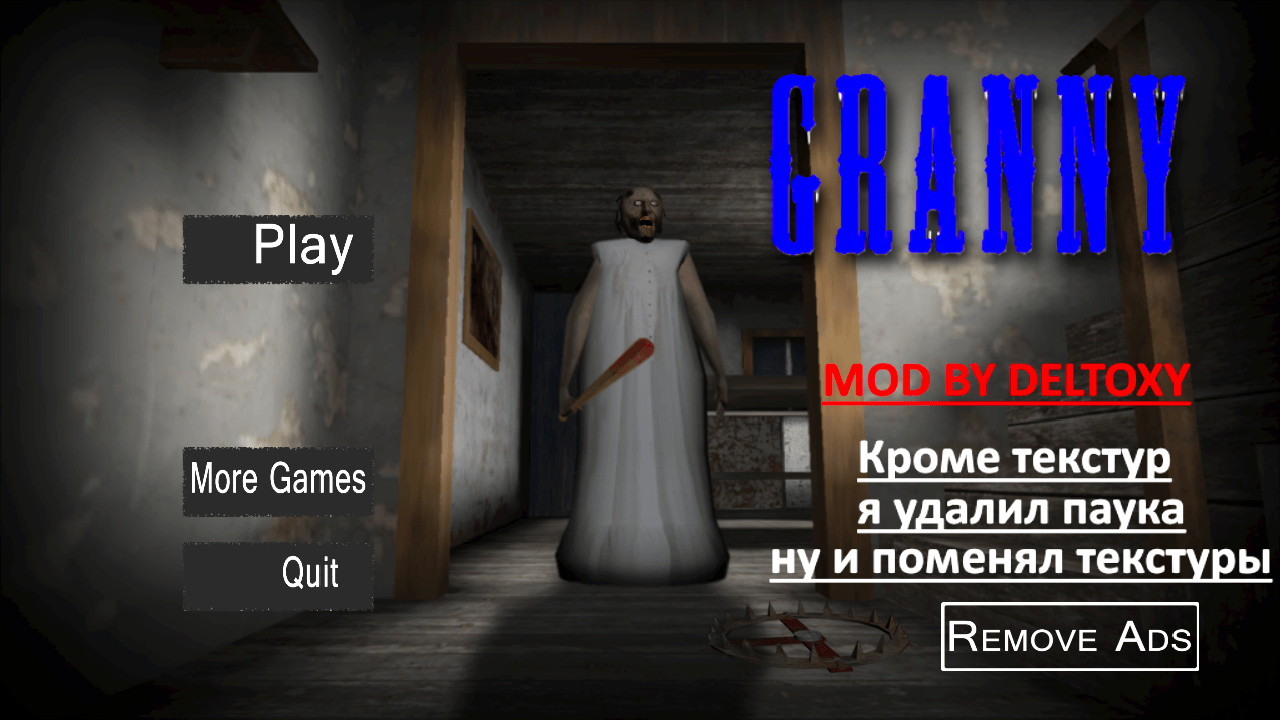 GRANNY
Play
MOD BY DELTOXY
Кроме текстур
я удалил паука
ну и поменял текстуры
More Games
Quit
REMOVE ADS